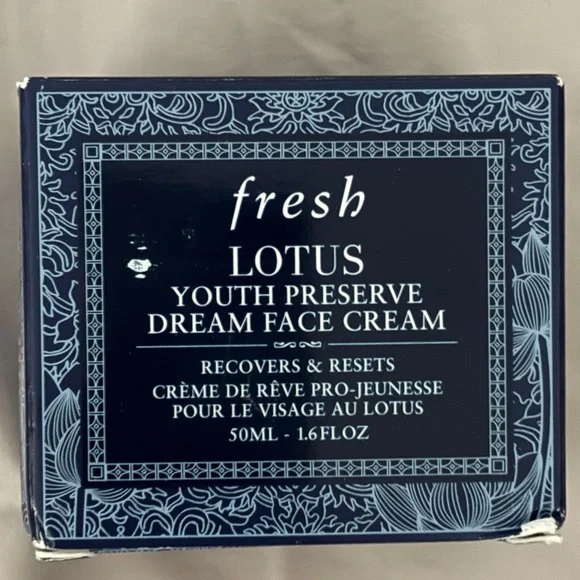 fresh
LOTUS
YOUTH PRESERVE
DREAM FACE CREAM
RECOVERS & RESETS
CRÈME DE RÊVE PRO-JEUNESSE
POUR LE VISAGE AU LOTUS
50ML - 1.6FLOZ